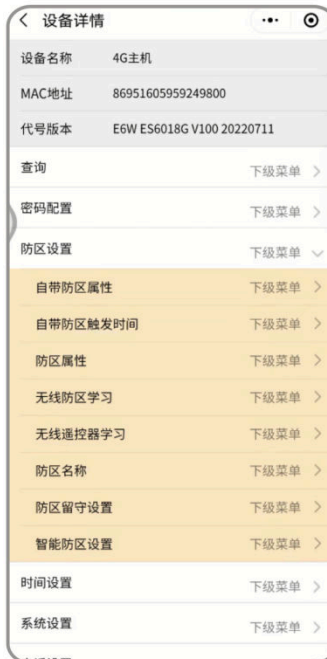 设备详情
设备名称 4G主机
MAC地址 86951605959249800
代号版本 E6W ES6018G V100 20220711
查询 下级菜单
密码配置 下级菜单
防区设置 下级菜单
自带防区属性 下级菜单
自带防区触发时间 下级菜单
防区属性 下级菜单
无线防区学习 下级菜单
无线遥控器学习 下级菜单
防区名称 下级菜单
防区留守设置 下级菜单
智能防区设置 下级菜单
时间设置 下级菜单
系统设置 下级菜单